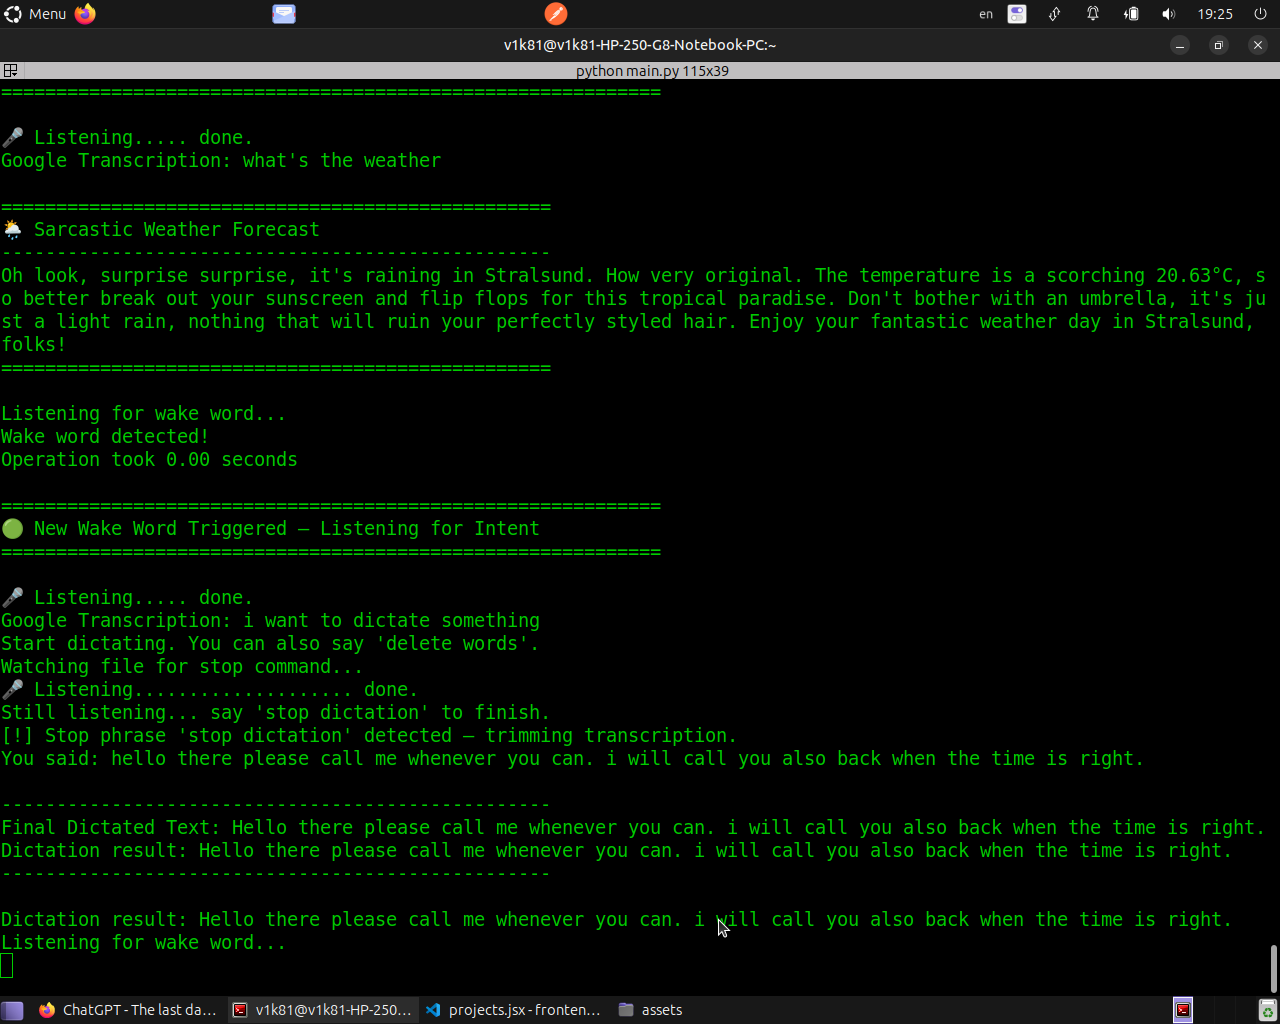 Menu
en
19:25
v1k81@v1k81-HP-250-G8-Notebook-PC:~
python main.py 115x39
============================================================
🎤 Listening..... done.
Google Transcription: what's the weather
==================================================
🌦 Sarcastic Weather Forecast
--------------------------------------------------
Oh look, surprise surprise, it's raining in Stralsund. How very original. The temperature is a scorching 20.63°C, s
o better break out your sunscreen and flip flops for this tropical paradise. Don't bother with an umbrella, it's ju
st a light rain, nothing that will ruin your perfectly styled hair. Enjoy your fantastic weather day in Stralsund,
folks!
==================================================
Listening for wake word...
Wake word detected!
Operation took 0.00 seconds
============================================================
🟢 New Wake Word Triggered — Listening for Intent
============================================================
🎤 Listening..... done.
Google Transcription: i want to dictate something
Start dictating. You can also say 'delete words'.
Watching file for stop command...
🎤 Listening.................... done.
Still listening... say 'stop dictation' to finish.
[!] Stop phrase 'stop dictation' detected — trimming transcription.
You said: hello there please call me whenever you can. i will call you also back when the time is right.
--------------------------------------------------
Final Dictated Text: Hello there please call me whenever you can. i will call you also back when the time is right.
Dictation result: Hello there please call me whenever you can. i will call you also back when the time is right.
--------------------------------------------------
Dictation result: Hello there please call me whenever you can. i will call you also back when the time is right.
Listening for wake word...
ChatGPT - The last da...
v1k81@v1k81-HP-250...
projects.jsx - fronten...
assets